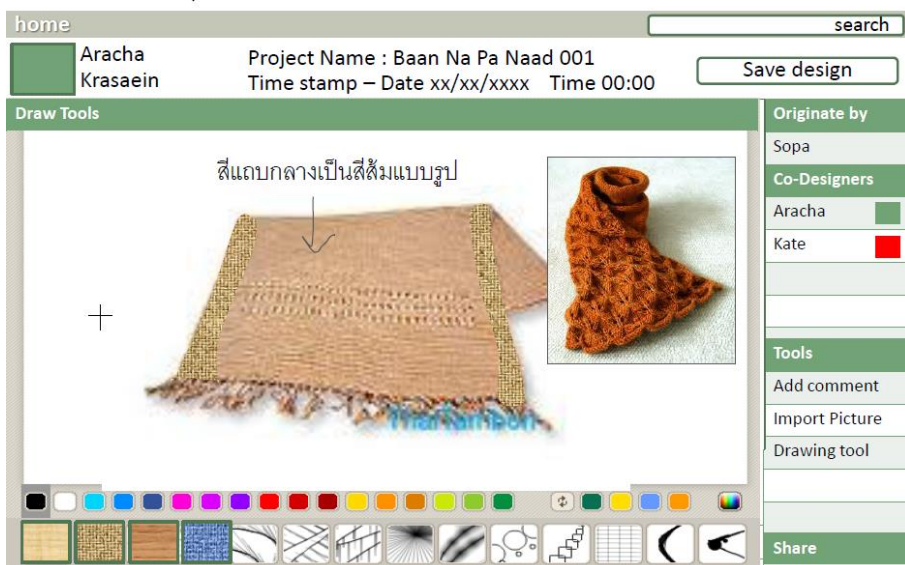 home
search
Aracha
Krasaein
Project Name : Baan Na Pa Naad 001
Time stamp – Date xx/xx/xxxx Time 00:00
Save design
Draw Tools
สีแถบกลางเป็นสีส้มแบบรูป
ThaiTambon
Originate by
Sopa
Co-Designers
Aracha
Kate
Tools
Add comment
Import Picture
Drawing tool
Share